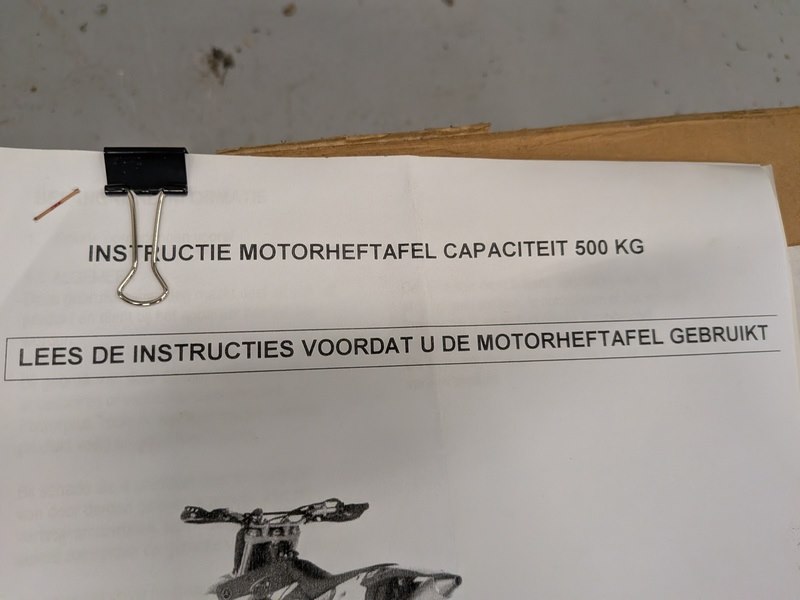 INSTRUCTIE MOTORHEFTAFEL CAPACITEIT 500 KG
LEES DE INSTRUCTIES VOORDAT U DE MOTORHEFTAFEL GEBRUIKT